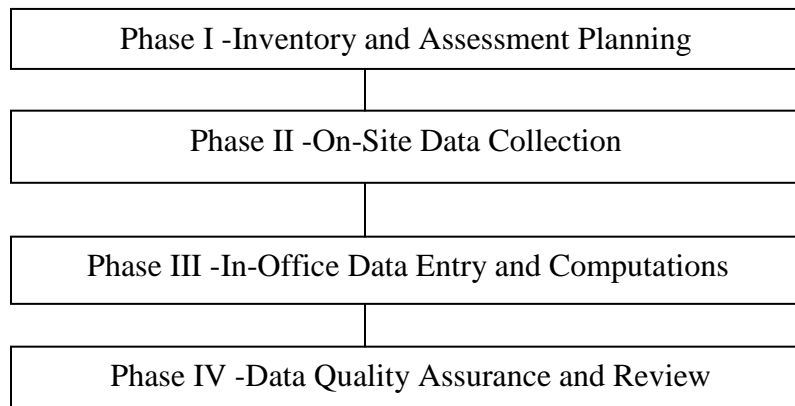 Phase I -Inventory and Assessment Planning
Phase II -On-Site Data Collection
Phase III -In-Office Data Entry and Computations
Phase IV -Data Quality Assurance and Review